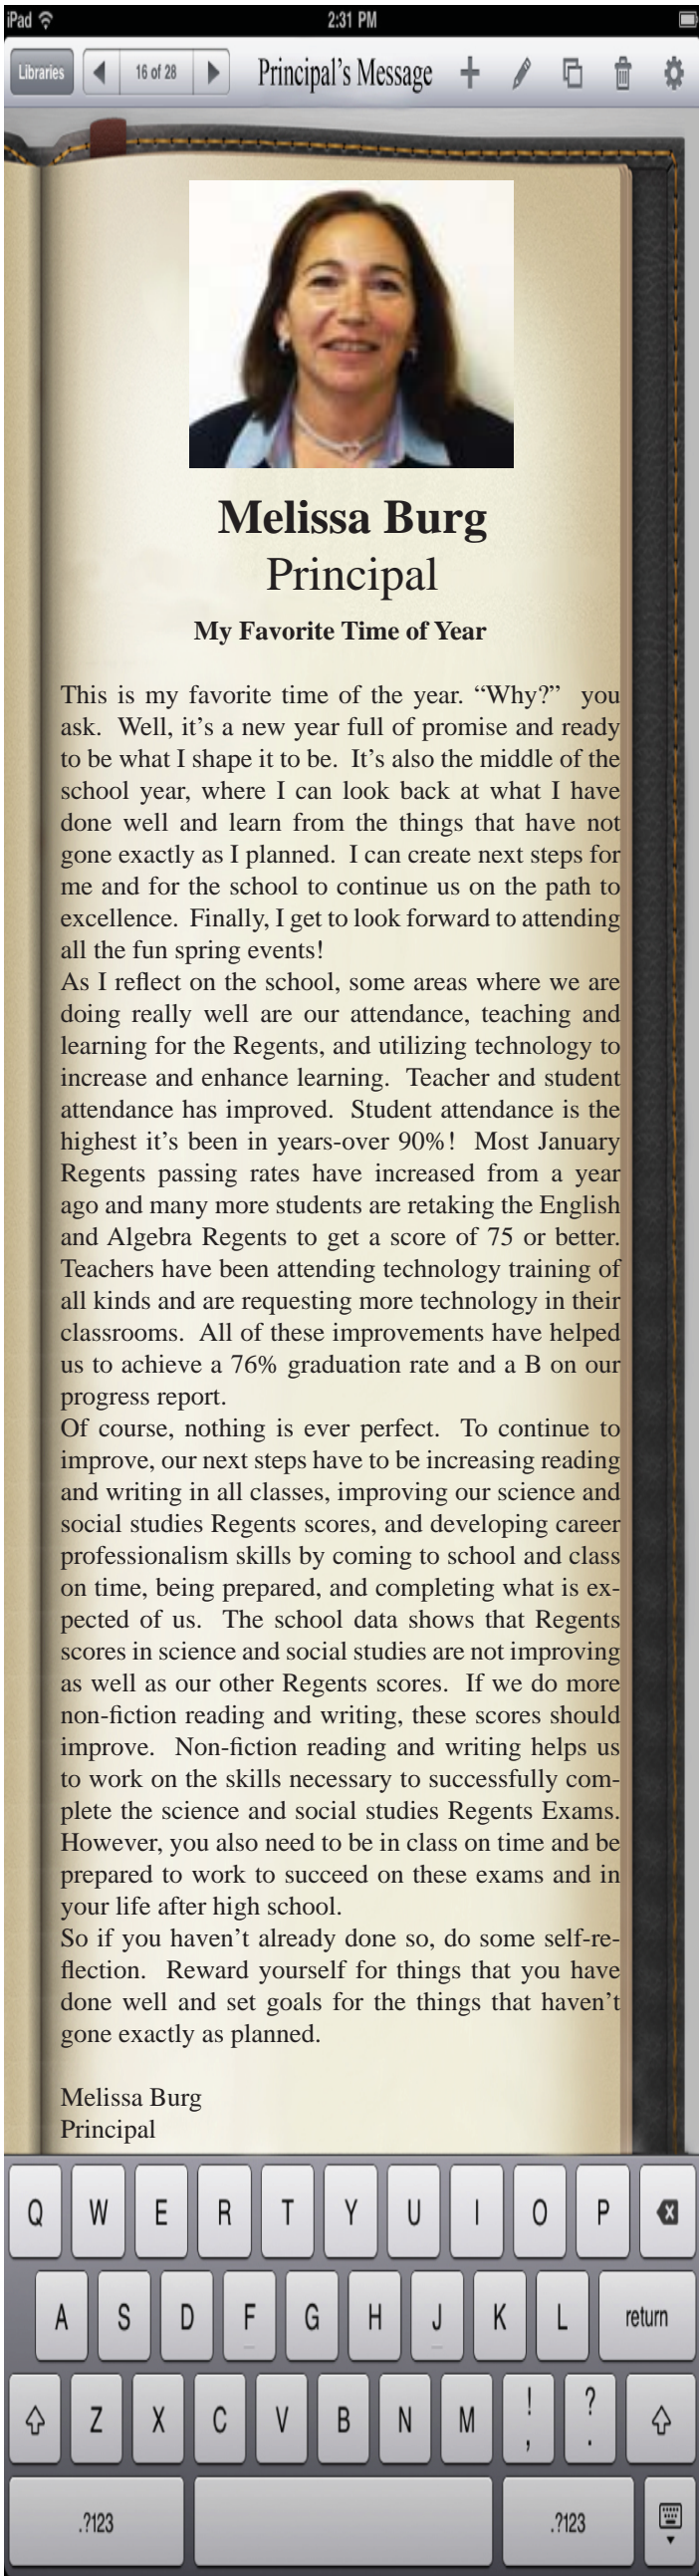 iPad 2:31 PM
Libraries 16 of 28 Principal's Message
Melissa Burg
Principal
My Favorite Time of Year
This is my favorite time of the year. “Why?” you
ask. Well, it’s a new year full of promise and ready
to be what I shape it to be. It’s also the middle of the
school year, where I can look back at what I have
done well and learn from the things that have not
gone exactly as I planned. I can create next steps for
me and for the school to continue us on the path to
excellence. Finally, I get to look forward to attending
all the fun spring events!
As I reflect on the school, some areas where we are
doing really well are our attendance, teaching and
learning for the Regents, and utilizing technology to
increase and enhance learning. Teacher and student
attendance has improved. Student attendance is the
highest it’s been in years-over 90%! Most January
Regents passing rates have increased from a year
ago and many more students are retaking the English
and Algebra Regents to get a score of 75 or better.
Teachers have been attending technology training of
all kinds and are requesting more technology in their
classrooms. All of these improvements have helped
us to achieve a 76% graduation rate and a B on our
progress report.
Of course, nothing is ever perfect. To continue to
improve, our next steps have to be increasing reading
and writing in all classes, improving our science and
social studies Regents scores, and developing career
professionalism skills by coming to school and class
on time, being prepared, and completing what is ex-
pected of us. The school data shows that Regents
scores in science and social studies are not improving
as well as our other Regents scores. If we do more
non-fiction reading and writing, these scores should
improve. Non-fiction reading and writing helps us
to work on the skills necessary to successfully com-
plete the science and social studies Regents Exams.
However, you also need to be in class on time and be
prepared to work to succeed on these exams and in
your life after high school.
So if you haven’t already done so, do some self-re-
flection. Reward yourself for things that you have
done well and set goals for the things that haven’t
gone exactly as planned.
Melissa Burg
Principal
Q W E R T Y U I O P
A S D F G H J K L return
Z X C V B N M ! , ? .
.?123 .?123